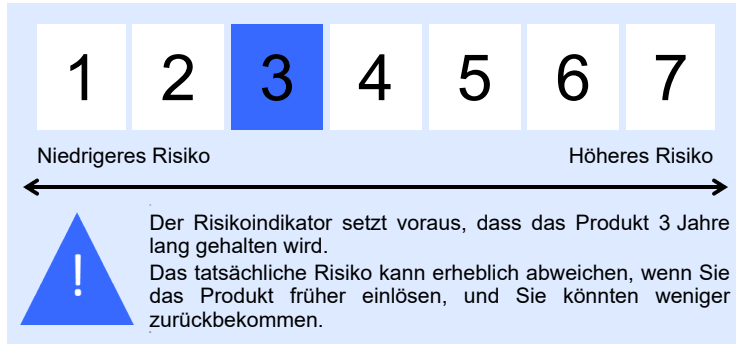 1 2 3 4 5 6 7
Niedrigeres Risiko Höheres Risiko
Der Risikoindikator setzt voraus, dass das Produkt 3 Jahre
lang gehalten wird.
!
Das tatsächliche Risiko kann erheblich abweichen, wenn Sie
das Produkt früher einlösen, und Sie könnten weniger
zurückbekommen.